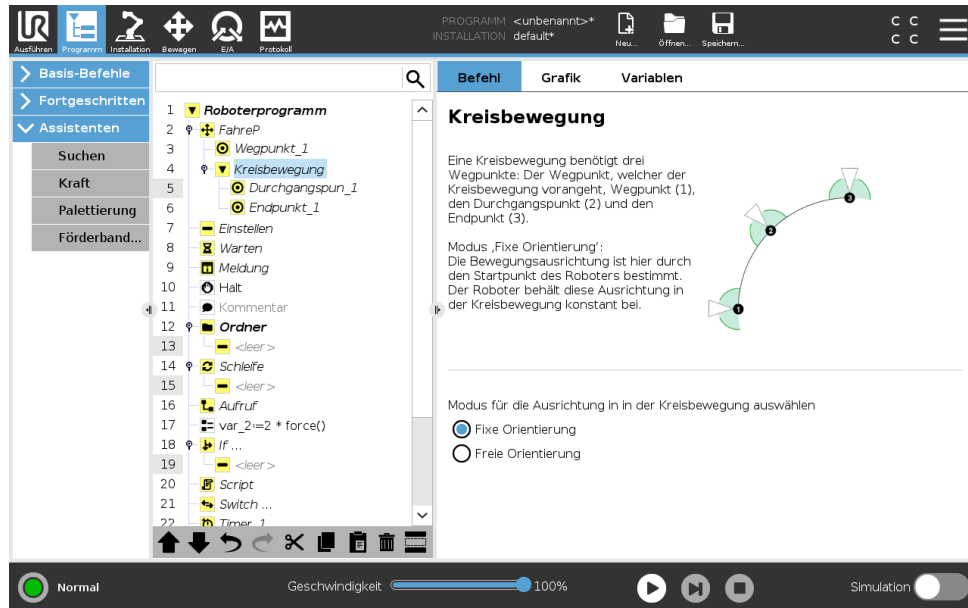 UR
PROGRAMM <unbenannt>*
INSTALLATION default*
C C
C C
Ausführen Programm Installation Bewegen E/A Protokoll Neu... Öffnen... Speichern...
Basis-Befehle
Fortgeschritten
Assistenten
Suchen
Kraft
Palettierung
Förderband...
1 Roboterprogramm
2 FahreP
3 Wegpunkt_1
4 Kreisbewegung
5 Durchgangspun_1
6 Endpunkt_1
7 Einstellen
8 Warten
9 Meldung
10 Halt
11 Kommentar
12 Ordner
13 <leer>
14 Schleife
15 <leer>
16 Aufruf
17 var_2:=2 * force()
18 If ...
19 <leer>
20 Script
21 Switch ...
22 Timer_1
Befehl Grafik Variablen
Kreisbewegung
Eine Kreisbewegung benötigt drei
Wegpunkte: Der Wegpunkt, welcher der
Kreisbewegung vorangeht, Wegpunkt (1),
den Durchgangspunkt (2) und den
Endpunkt (3).
Modus ‚Fixe Orientierung‘:
Die Bewegungsausrichtung ist hier durch
den Startpunkt des Roboters bestimmt.
Der Roboter behält diese Ausrichtung in
der Kreisbewegung konstant bei.
3
2
1
Modus für die Ausrichtung in in der Kreisbewegung auswählen
Fixe Orientierung
Freie Orientierung
Normal Geschwindigkeit 100% Simulation